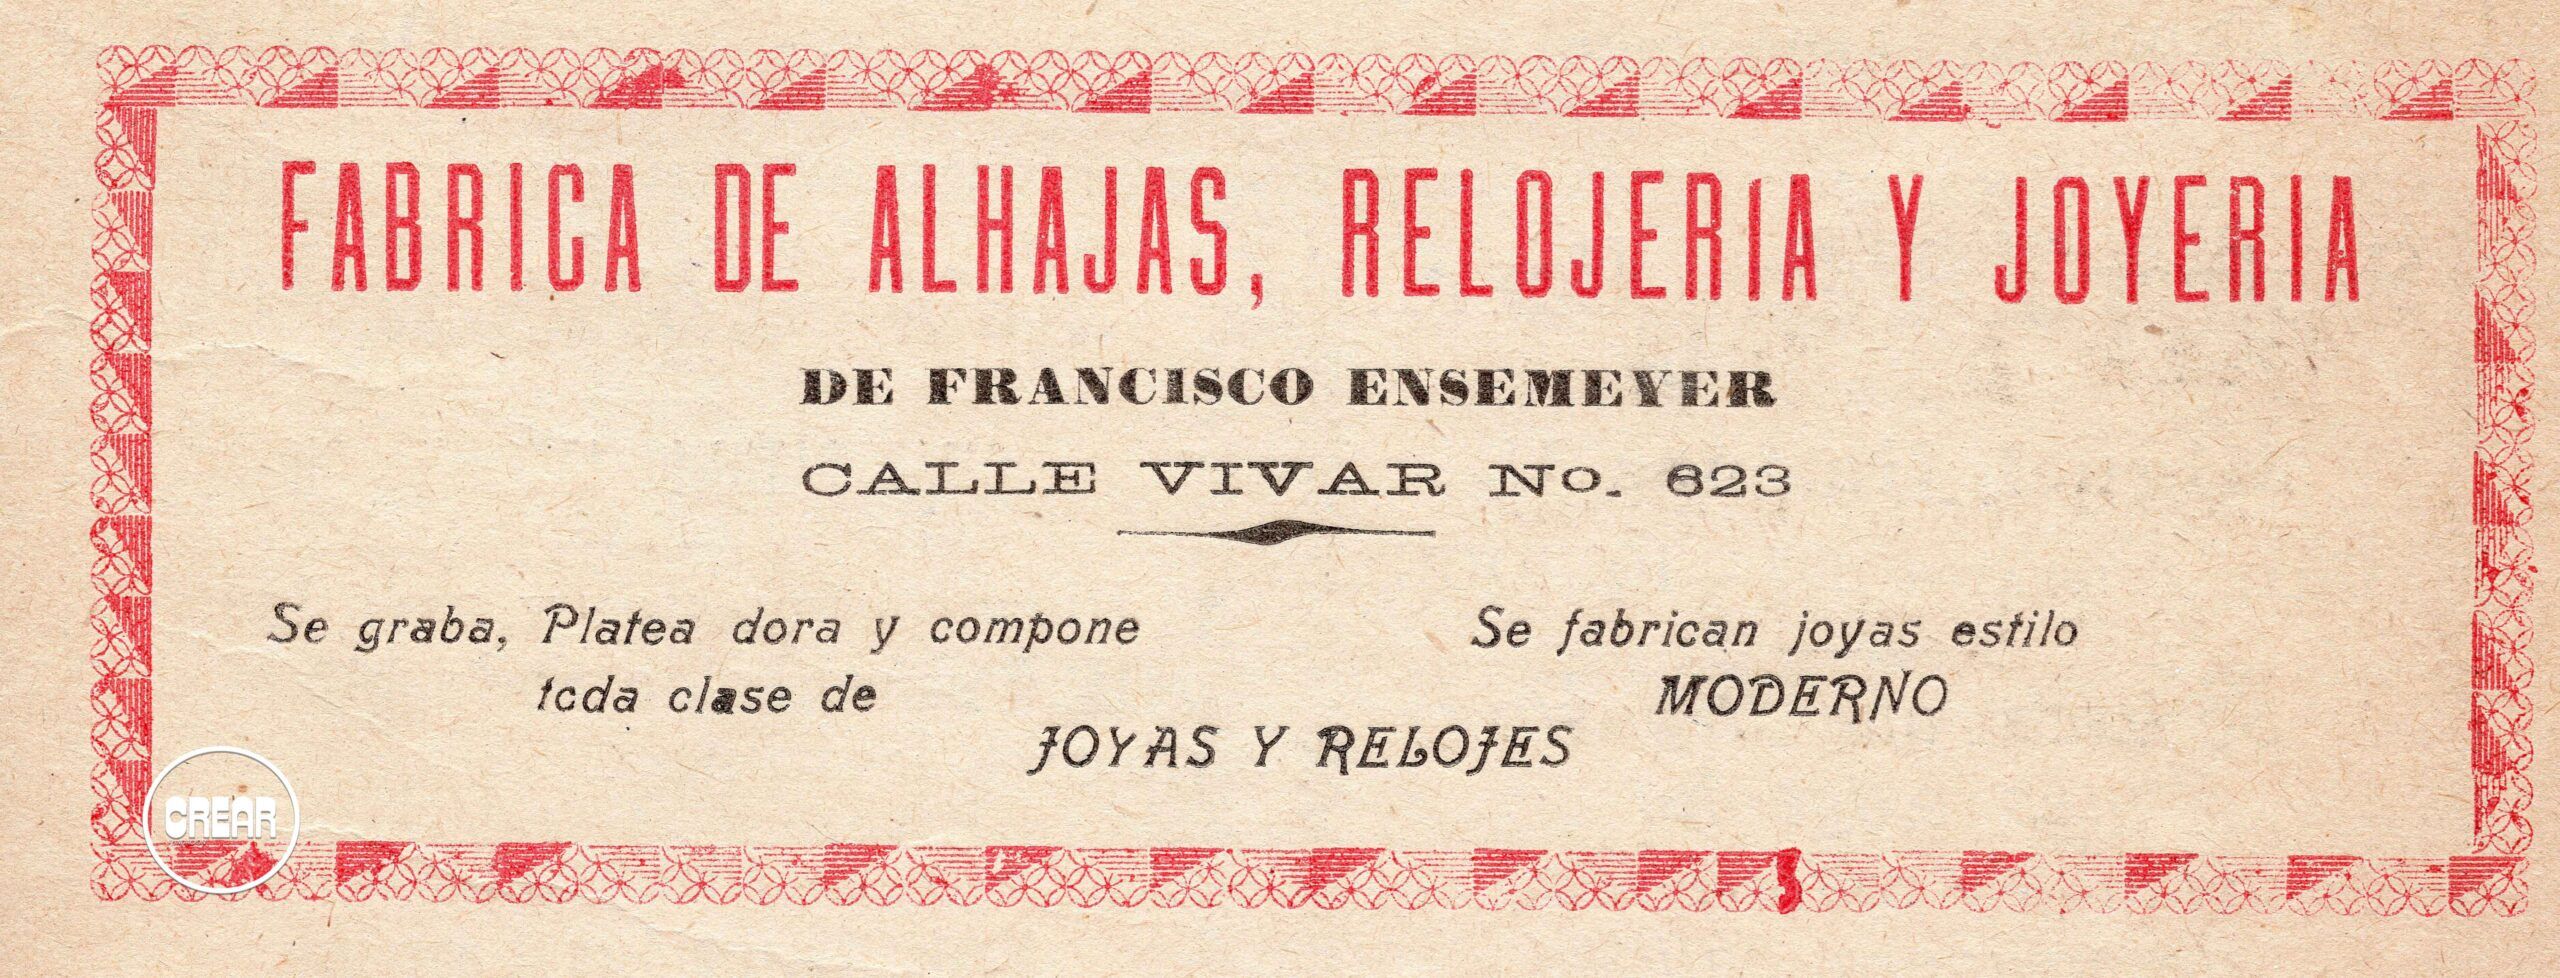 FABRICA DE ALHAJAS, RELOJERIA Y JOYERIA
DE FRANCISCO ENSEMEYER
CALLE VIVAR No. 623
Se graba, Platea dora y compone
tcda clase de
Se fabrican joyas estilo
MODERNO
JOYAS Y RELOJES
CREAR